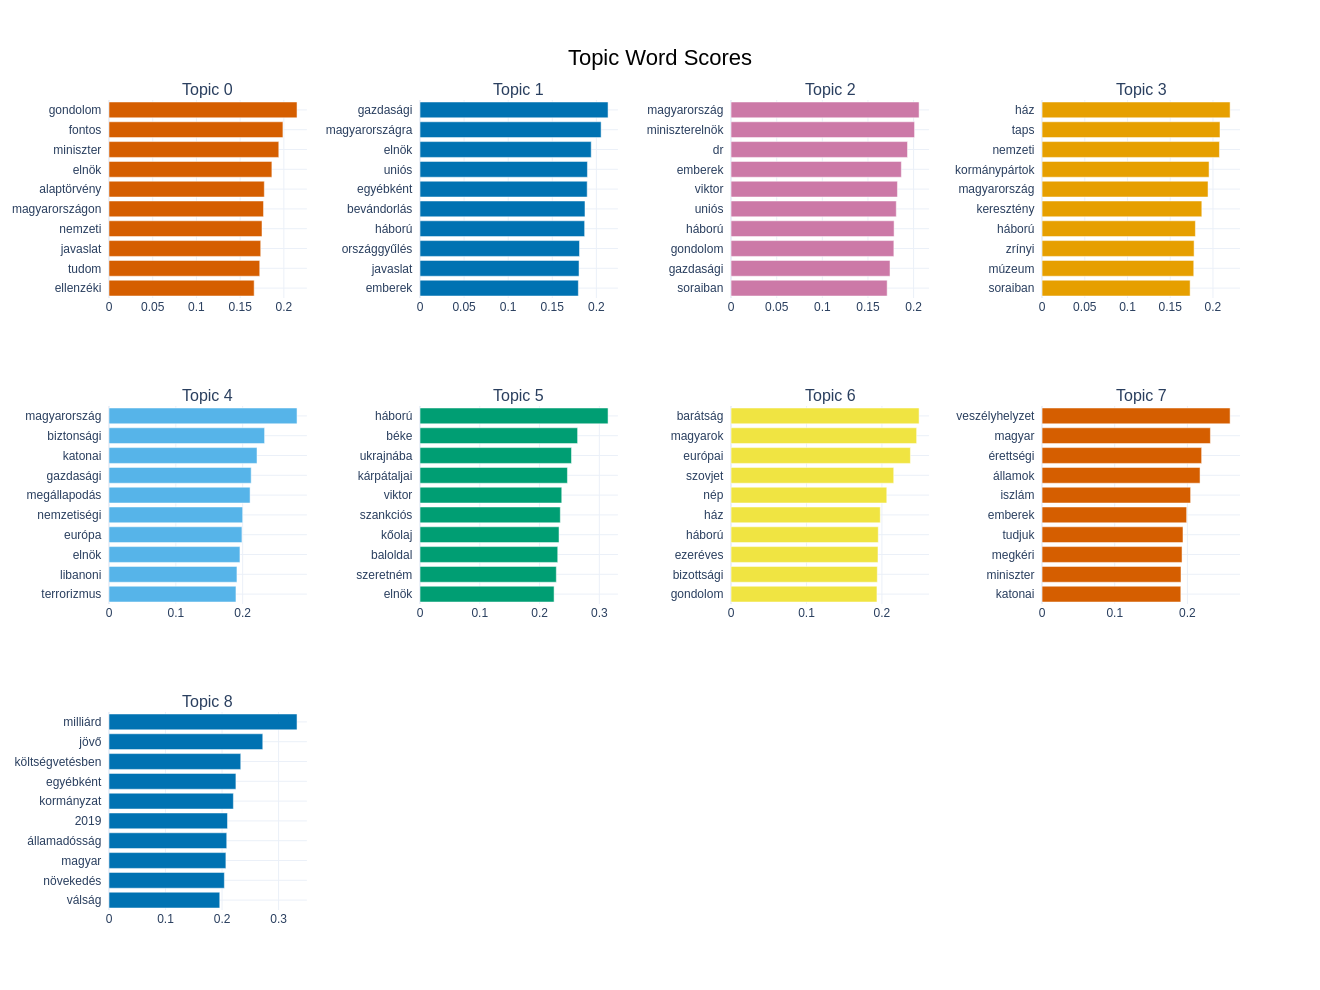 Topic Word Scores
Topic 0
gondolom
fontos
miniszter
elnök
alaptörvény
magyarországon
nemzeti
javaslat
tudom
ellenzéki
0 0.05 0.1 0.15 0.2
Topic 1
gazdasági
magyarországra
elnök
uniós
egyébként
bevándorlás
háború
országgyűlés
javaslat
emberek
0 0.05 0.1 0.15 0.2
Topic 2
magyarország
miniszterelnök
dr
emberek
viktor
uniós
háború
gondolom
gazdasági
soraiban
0 0.05 0.1 0.15 0.2
Topic 3
ház
taps
nemzeti
kormánypártok
magyarország
keresztény
háború
zrínyi
múzeum
soraiban
0 0.05 0.1 0.15 0.2
Topic 4
magyarország
biztonsági
katonai
gazdasági
megállapodás
nemzetiségi
európa
elnök
libanoni
terrorizmus
0 0.1 0.2
Topic 5
háború
béke
ukrajnába
kárpátaljai
viktor
szankciós
kőolaj
baloldal
szeretném
elnök
0 0.1 0.2 0.3
Topic 6
barátság
magyarok
európai
szovjet
nép
ház
háború
ezeréves
bizottsági
gondolom
0 0.1 0.2
Topic 7
veszélyhelyzet
magyar
érettségi
államok
iszlám
emberek
tudjuk
megkéri
miniszter
katonai
0 0.1 0.2
Topic 8
milliárd
jövő
költségvetésben
egyébként
kormányzat
2019
államadósság
magyar
növekedés
válság
0 0.1 0.2 0.3